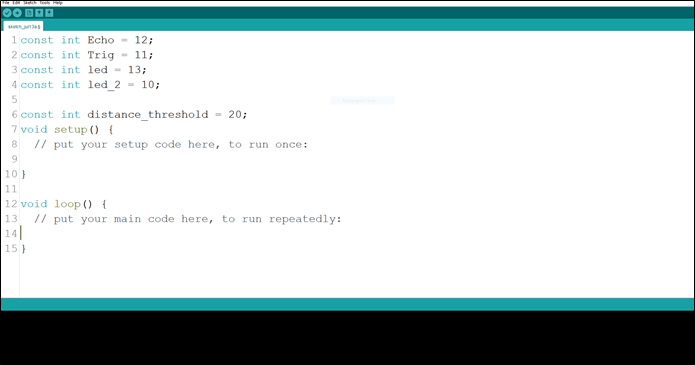 File Edit Sketch Tools Help
1 const int Echo = 12;
2 const int Trig = 11;
3 const int led = 13;
4 const int led_2 = 10;
5
6 const int distance_threshold = 20;
7 void setup() {
8 // put your setup code here, to run once:
9
10 }
11
12 void loop() {
13 // put your main code here, to run repeatedly:
14
15 }